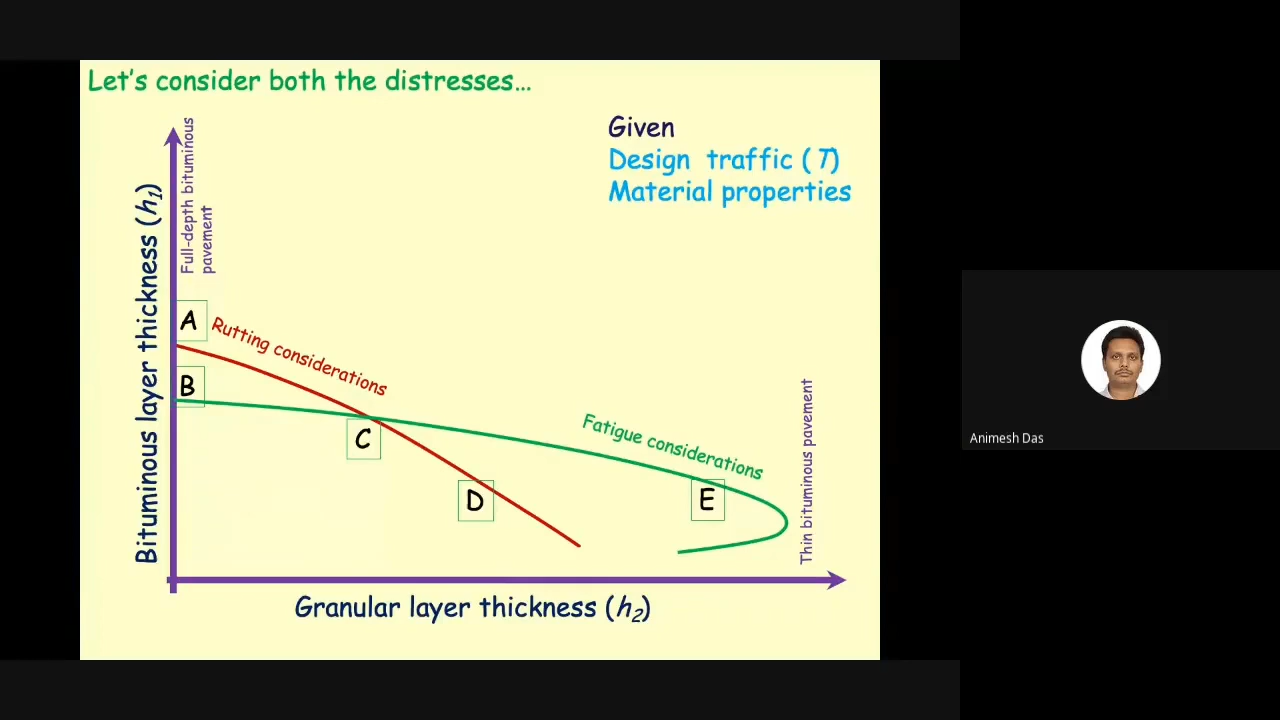 Let's consider both the distresses…
Given
Design traffic (T)
Material properties
Bituminous layer thickness (h1)
Full-depth bituminous
pavement
A
Rutting considerations
B
C
D
Fatigue considerations
E
Thin bituminous pavement
Granular layer thickness (h2)
Animesh Das